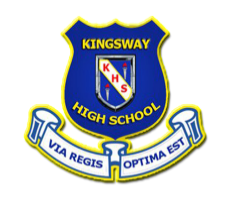 KINGSWAY
KHS
HIGH SCHOOL
VIA REGIS OPTIMA EST